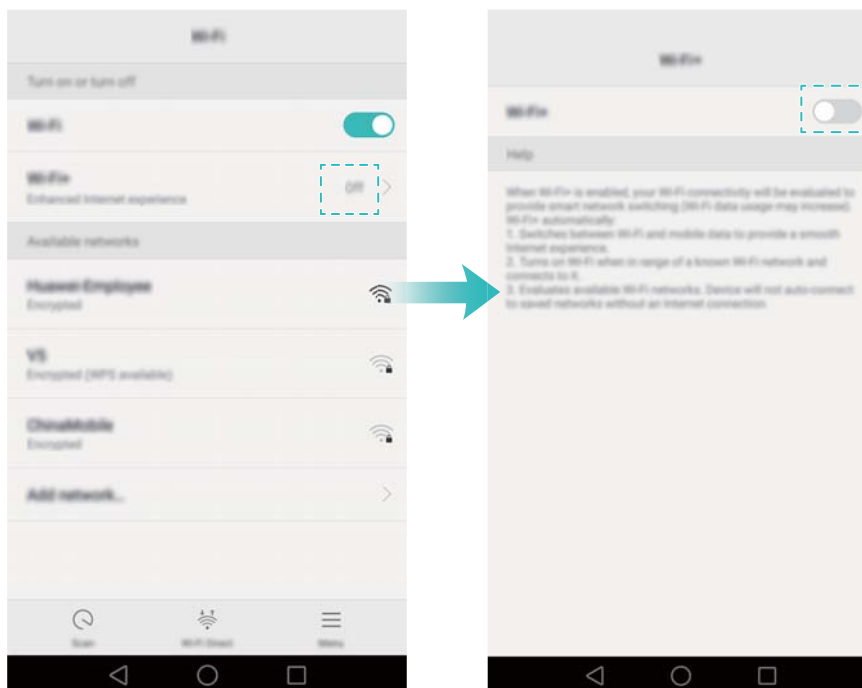 Wi-Fi
Turn on or turn off
Wi-Fi
Wi-Fi+
Off
Enhanced Internet experience
Available networks
Huawei-Employee
Encrypted
VS
Encrypted (WPS available)
ChinaMobile
Encrypted
Add network...
Scan
Wi-Fi Direct
Menu
Wi-Fi+
Wi-Fi+
Help
When Wi-Fi+ is enabled, your Wi-Fi connectivity will be evaluated to
provide smart network switching (Wi-Fi data usage may increase).
Wi-Fi+ automatically:
1. Switches between Wi-Fi and mobile data to provide a smooth
Internet experience.
2. Turns on Wi-Fi when in range of a known Wi-Fi network and
connects to it.
3. Evaluates available Wi-Fi networks. Device will not auto-connect
to saved networks without an Internet connection.